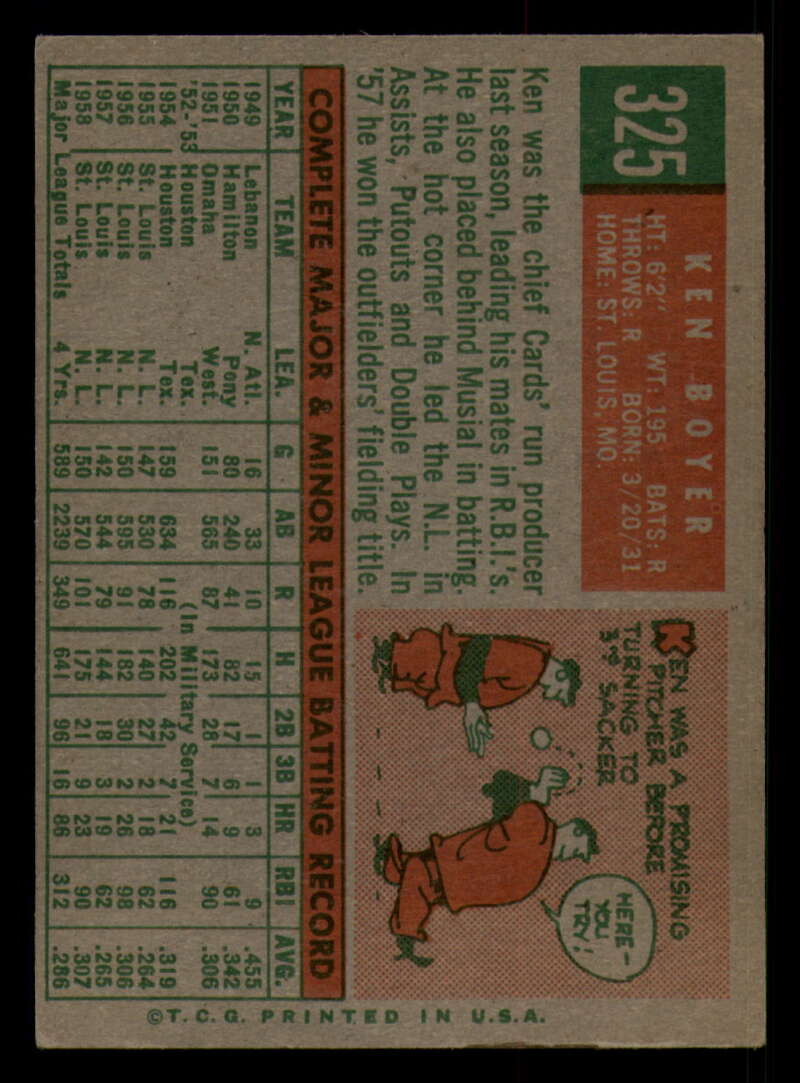 325
KEN BOYER
HT: 6'2" WT: 195 BATS: R
THROWS: R BORN: 3/20/31
HOME: ST. LOUIS, MO.
Ken was the chief Cards' run producer
last season, leading his mates in R.B.I.'s.
He also placed behind Musial in batting.
At the hot corner he led the N.L. in
Assists, Putouts and Double Plays. In
'57 he won the outfielders' fielding title.
KEN WAS A PROMISING
PITCHER BEFORE
TURNING TO
3rd SACKER
HERE-
YOU
TRY!
COMPLETE MAJOR & MINOR LEAGUE BATTING RECORD
YEAR TEAM LEA. G AB R H 2B 3B HR RBI AVG.
1949 Lebanon N. Atl. 16 33 10 15 1 1 3 9 .455
1950 Hamilton Pony 80 240 41 82 17 6 9 61 .342
1951 Omaha West. 151 565 87 173 28 7 14 90 .306
'52-'53 Houston Tex. (In Military Service)
1954 Houston Tex. 159 634 116 202 42 7 21 116 .319
1955 St. Louis N. L. 147 530 78 140 27 2 18 62 .264
1956 St. Louis N. L. 150 595 91 182 30 2 26 98 .306
1957 St. Louis N. L. 142 544 79 144 18 3 19 62 .265
1958 St. Louis N. L. 150 570 101 175 21 9 23 90 .307
Major League Totals 4 Yrs. 589 2239 349 641 96 16 86 312 .286
©T.C.G. PRINTED IN U.S.A.